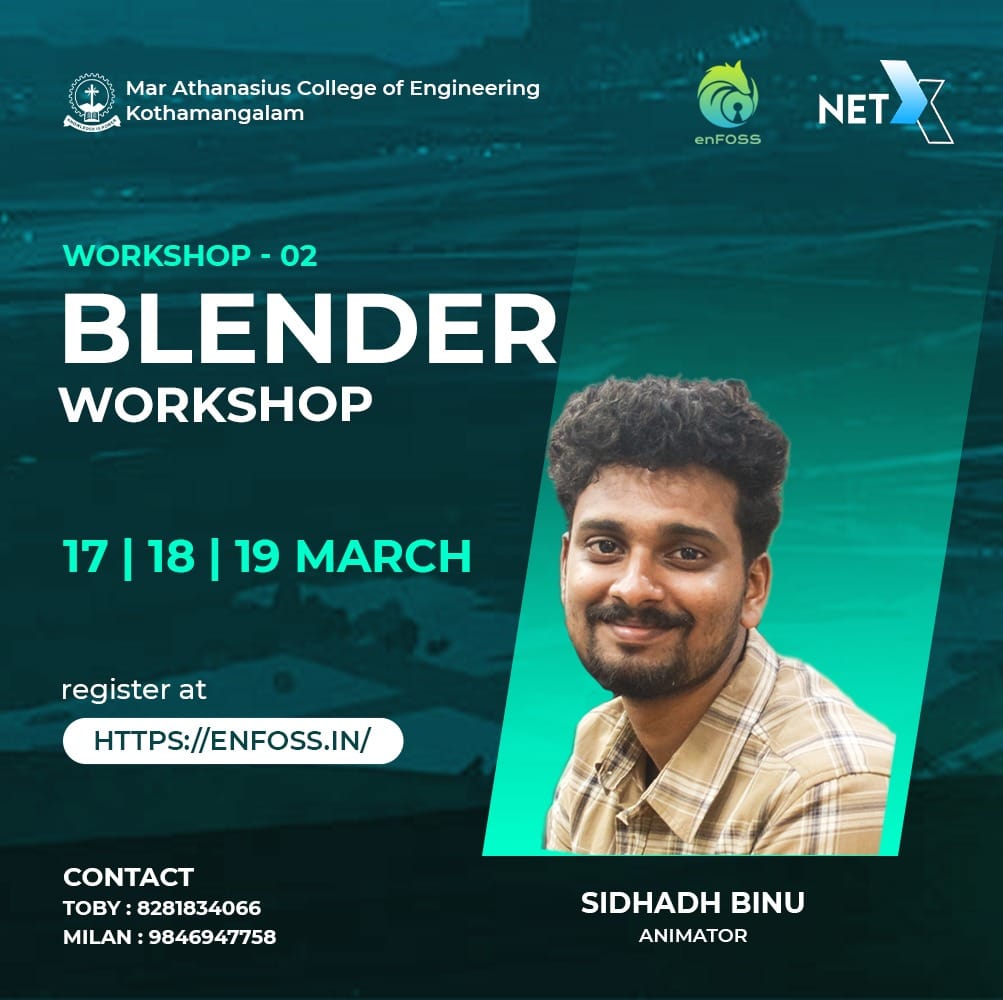 Mar Athanasius College of Engineering
Kothamangalam
enFOSS
NET X
WORKSHOP - 02
BLENDER
WORKSHOP
17 | 18 | 19 MARCH
register at
HTTPS://ENFOSS.IN/
CONTACT
TOBY : 8281834066
MILAN : 9846947758
SIDHADH BINU
ANIMATOR